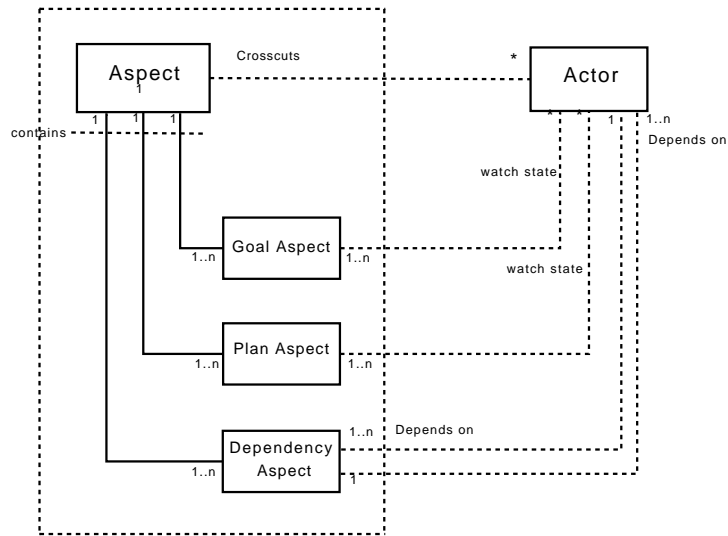 Crosscuts
*
Aspect
1
Actor
1
1
1
*
*
1
1..n
contains
Depends on
watch state
Goal Aspect
1..n
1..n
watch state
Plan Aspect
1..n
1..n
1..n
Depends on
Dependency
Aspect
1..n
1